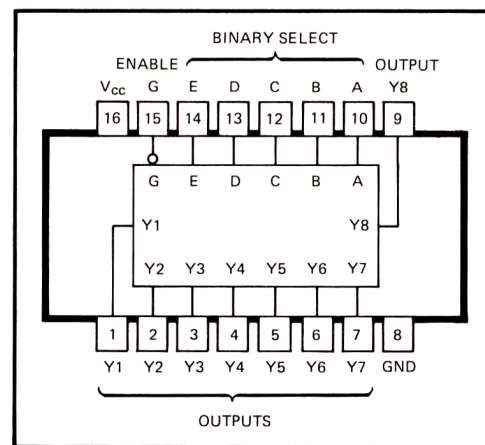 BINARY SELECT
ENABLE OUTPUT
Vcc G E D C B A Y8
16 15 14 13 12 11 10 9
G E D C B A
Y1 Y8
Y2 Y3 Y4 Y5 Y6 Y7
1 2 3 4 5 6 7 8
Y1 Y2 Y3 Y4 Y5 Y6 Y7 GND
OUTPUTS